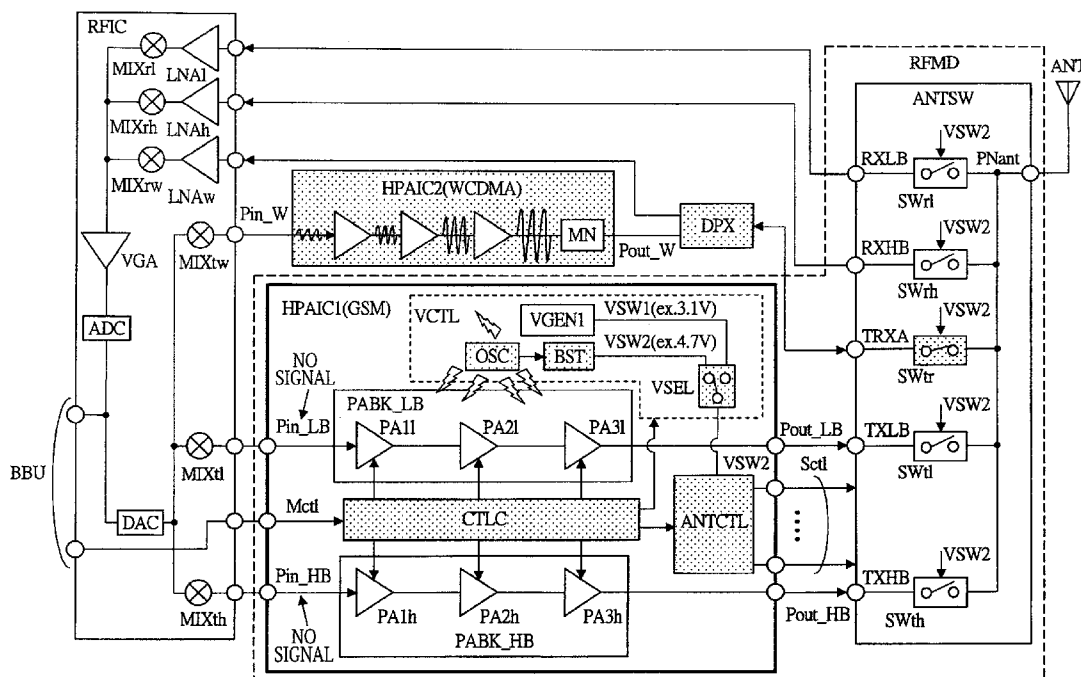 RFIC
MIXrl
LNAl
MIXrh
LNAh
MIXrw
LNAw
VGA
MIXtw
Pin_W
ADC
BBU
DAC
MIXtl
MIXth
HPAIC2(WCDMA)
MN
Pout_W
DPX
RFMD
ANT
ANTSW
VSW2
RXLB
PNant
SWrl
VSW2
RXHB
SWrh
VSW2
TRXA
SWtr
VSW2
TXLB
SWtl
VSW2
TXHB
SWth
HPAIC1(GSM)
VCTL
VGEN1
VSW1(ex.3.1V)
OSC
BST
VSW2(ex.4.7V)
VSEL
NO
SIGNAL
Pin_LB
PABK_LB
PA1l
PA2l
PA3l
Pout_LB
VSW2
Sctl
Mctl
CTLC
ANTCTL
Pin_HB
NO
SIGNAL
PA1h
PA2h
PA3h
PABK_HB
Pout_HB